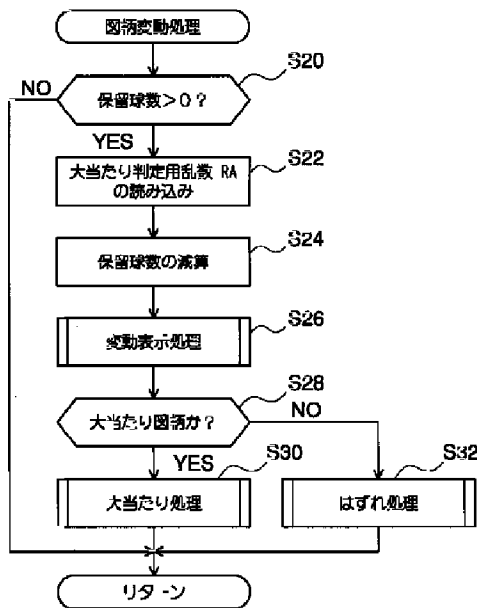 図柄変動処理
S20
NO
保留球数＞0？
YES
S22
大当たり判定用乱数 RA
の読み込み
S24
保留球数の減算
S26
変動表示処理
S28
大当たり図柄か？
NO
YES
S30
S32
大当たり処理
はずれ処理
リターン